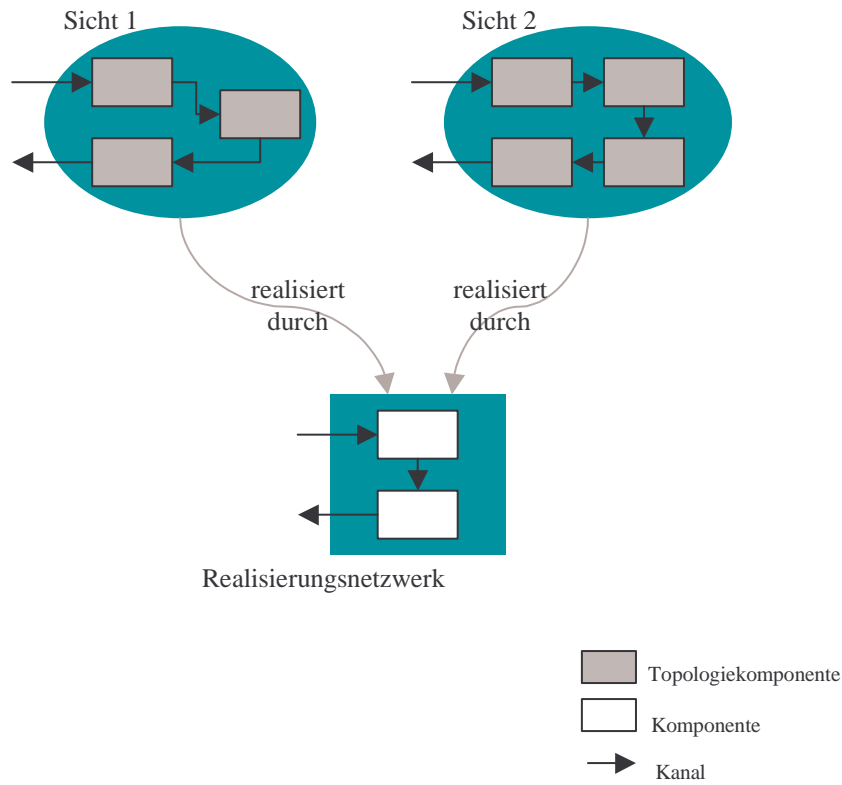 Sicht 1
Sicht 2
realisiert
durch
realisiert
durch
Realisierungsnetzwerk
Topologiekomponente
Komponente
Kanal